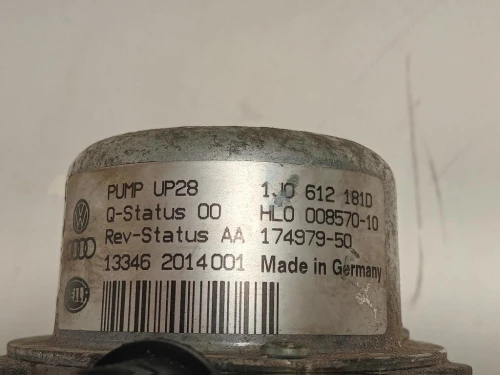 PUMP UP28 1J0 612 181D
Q-Status 00 HL0 008570-10
Rev-Status AA 174979-50
13346 2014001 Made in Germany